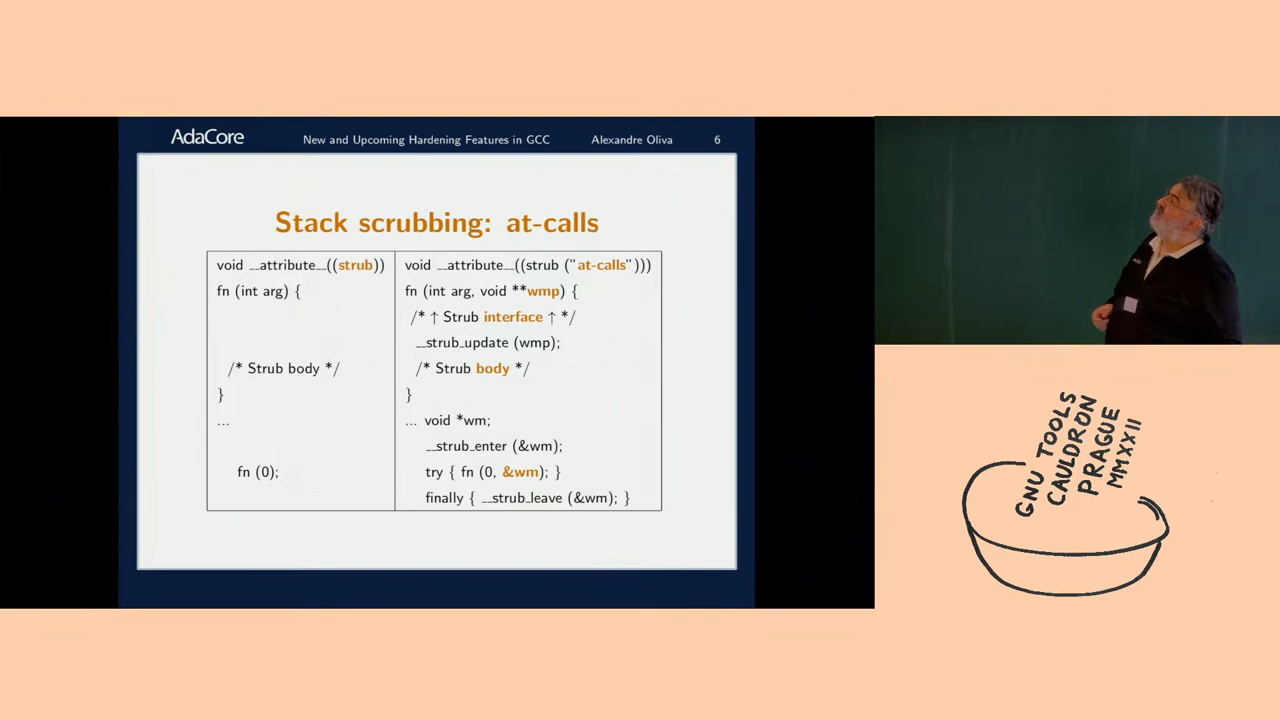 AdaCore New and Upcoming Hardening Features in GCC Alexandre Oliva 6
Stack scrubbing: at-calls
void __attribute__((strub))
fn (int arg) {
/* Strub body */
}
...
fn (0);
void __attribute__((strub ("at-calls")))
fn (int arg, void **wmp) {
/* ↑ Strub interface ↑ */
__strub_update (wmp);
/* Strub body */
}
... void *wm;
__strub_enter (&wm);
try { fn (0, &wm); }
finally { __strub_leave (&wm); }
GNU TOOLS
CAULDRON
PRAGUE
MMXXII